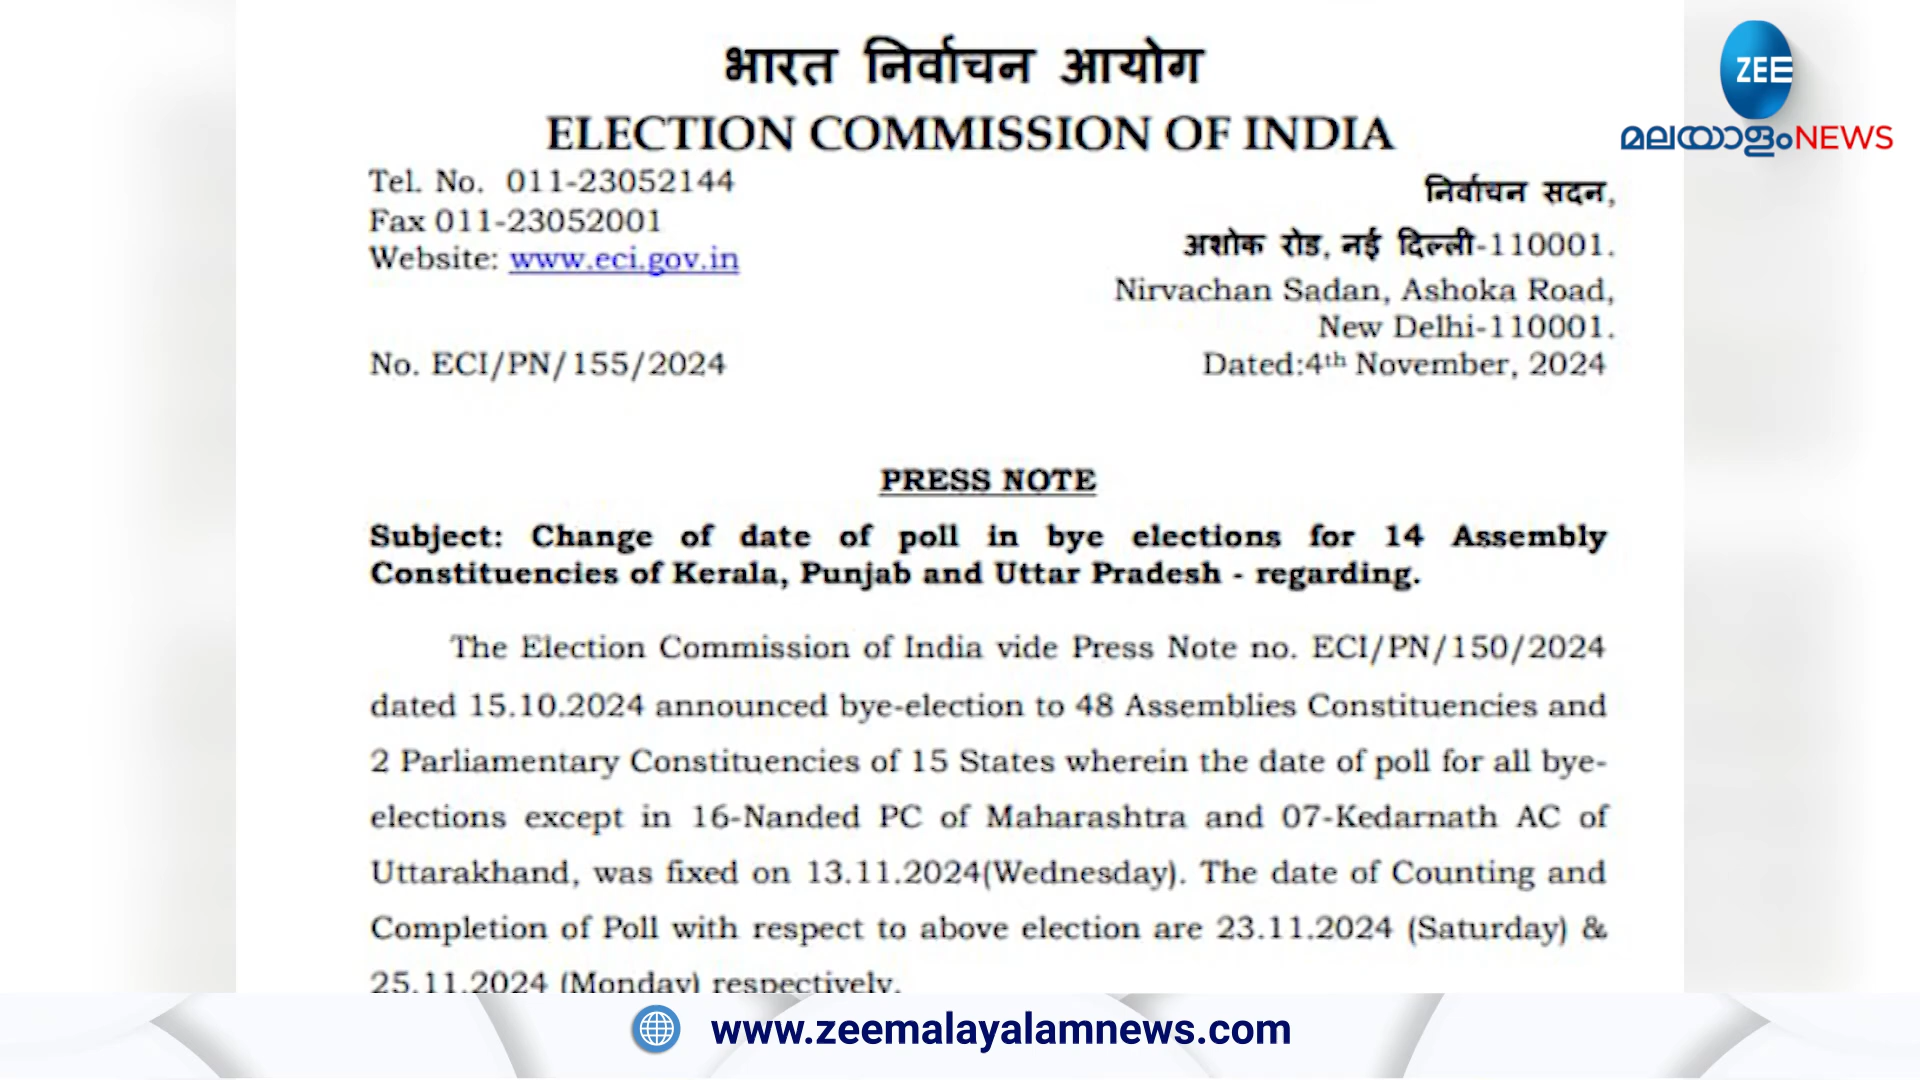 भारत निर्वाचन आयोग
ELECTION COMMISSION OF INDIA
ZEE
മലയാളം NEWS
Tel. No. 011-23052144
Fax 011-23052001
Website: www.eci.gov.in
निर्वाचन सदन,
अशोक रोड, नई दिल्ली-110001.
Nirvachan Sadan, Ashoka Road,
New Delhi-110001.
No. ECI/PN/155/2024
Dated:4th November, 2024
PRESS NOTE
Subject: Change of date of poll in bye elections for 14 Assembly
Constituencies of Kerala, Punjab and Uttar Pradesh - regarding.
The Election Commission of India vide Press Note no. ECI/PN/150/2024
dated 15.10.2024 announced bye-election to 48 Assemblies Constituencies and
2 Parliamentary Constituencies of 15 States wherein the date of poll for all bye-
elections except in 16-Nanded PC of Maharashtra and 07-Kedarnath AC of
Uttarakhand, was fixed on 13.11.2024(Wednesday). The date of Counting and
Completion of Poll with respect to above election are 23.11.2024 (Saturday) &
25.11.2024 (Monday) respectively.
www.zeemalayalamnews.com